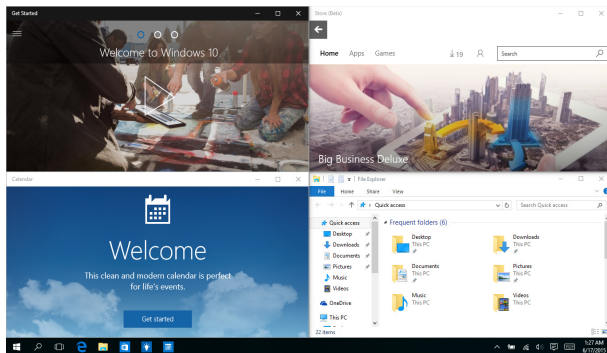 Get Started
Welcome to Windows 10
Store (Beta)
Home Apps Games
19
Search
Big Business Deluxe
Calendar
Welcome
This clean and modern calendar is perfect
for life's events.
Get started
File Explorer
File Home Share View
Quick access
Search Quick access
Quick access
Desktop
Downloads
Documents
Pictures
Music
Videos
OneDrive
This PC
22 items
Frequent folders (6)
Desktop
This PC
Downloads
This PC
Documents
This PC
Pictures
This PC
Music
This PC
Videos
This PC
1:27 AM
6/17/2015